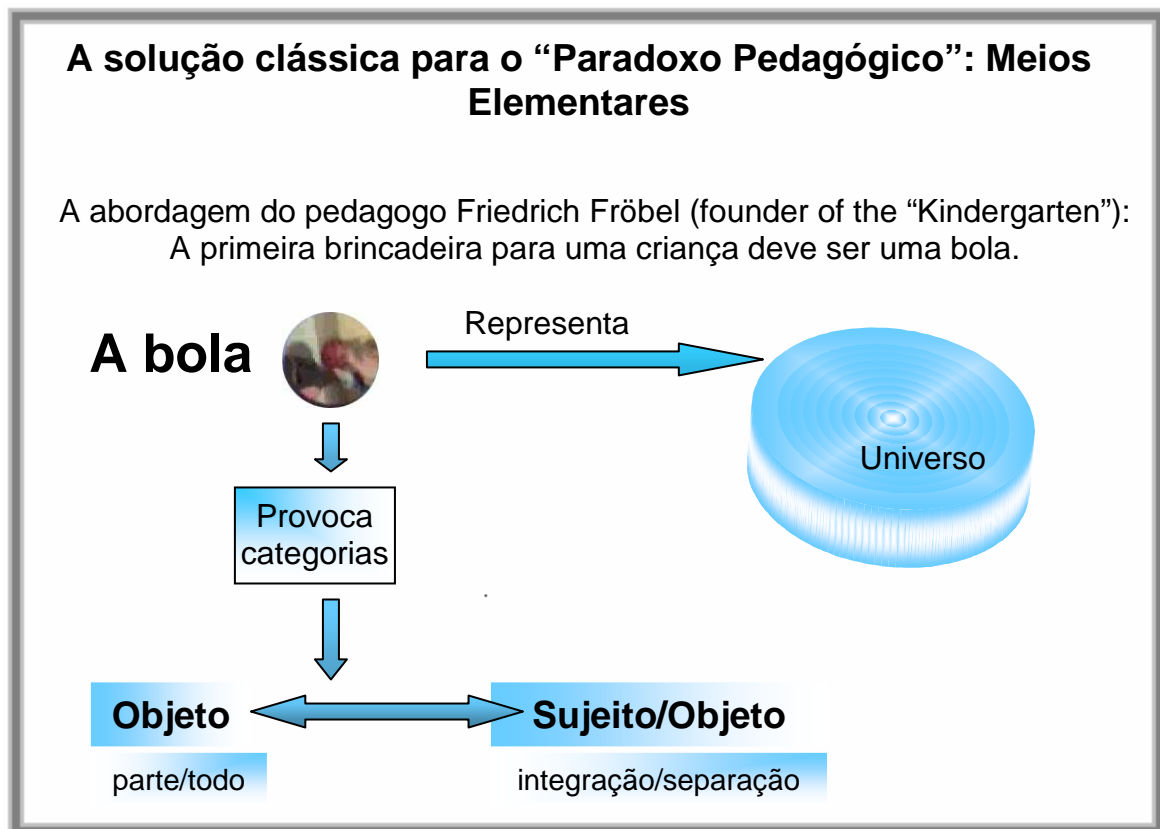 A solução clássica para o “Paradoxo Pedagógico”: Meios
Elementares
A abordagem do pedagogo Friedrich Fröbel (founder of the “Kindergarten”):
A primeira brincadeira para uma criança deve ser uma bola.
A bola
Representa
Universo
Provoca
categorias
Objeto
Sujeito/Objeto
parte/todo
integração/separação